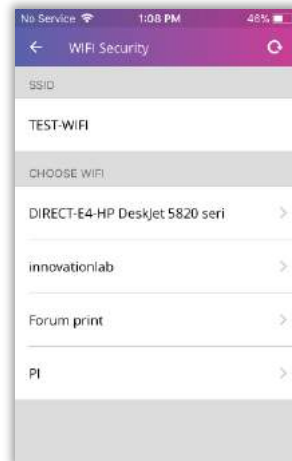 No Service 1:08 PM 46%
WIFI Security
SSID
TEST-WIFI
CHOOSE WIFI
DIRECT-E4-HP DeskJet 5820 seri
innovationlab
Forum print
PI